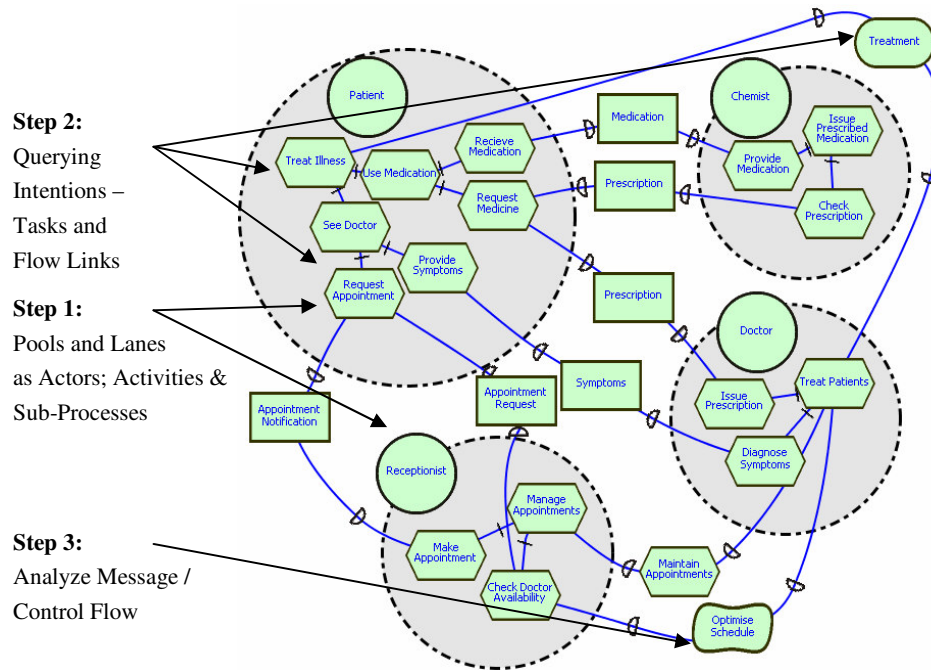 Step 2:
Querying
Intentions –
Tasks and
Flow Links
Step 1:
Pools and Lanes
as Actors; Activities &
Sub-Processes
Step 3:
Analyze Message /
Control Flow
Treatment
Patient
Treat Illness
Use Medication
Recieve
Medication
Request
Medicine
See Doctor
Provide
Symptoms
Request
Appointment
Medication
Prescription
Chemist
Issue
Prescribed
Medication
Provide
Medication
Check
Prescription
Prescription
Doctor
Issue
Prescription
Treat Patients
Diagnose
Symptoms
Appointment
Notification
Appointment
Request
Symptoms
Receptionist
Manage
Appointments
Make
Appointment
Check Doctor
Availability
Maintain
Appointments
Optimise
Schedule